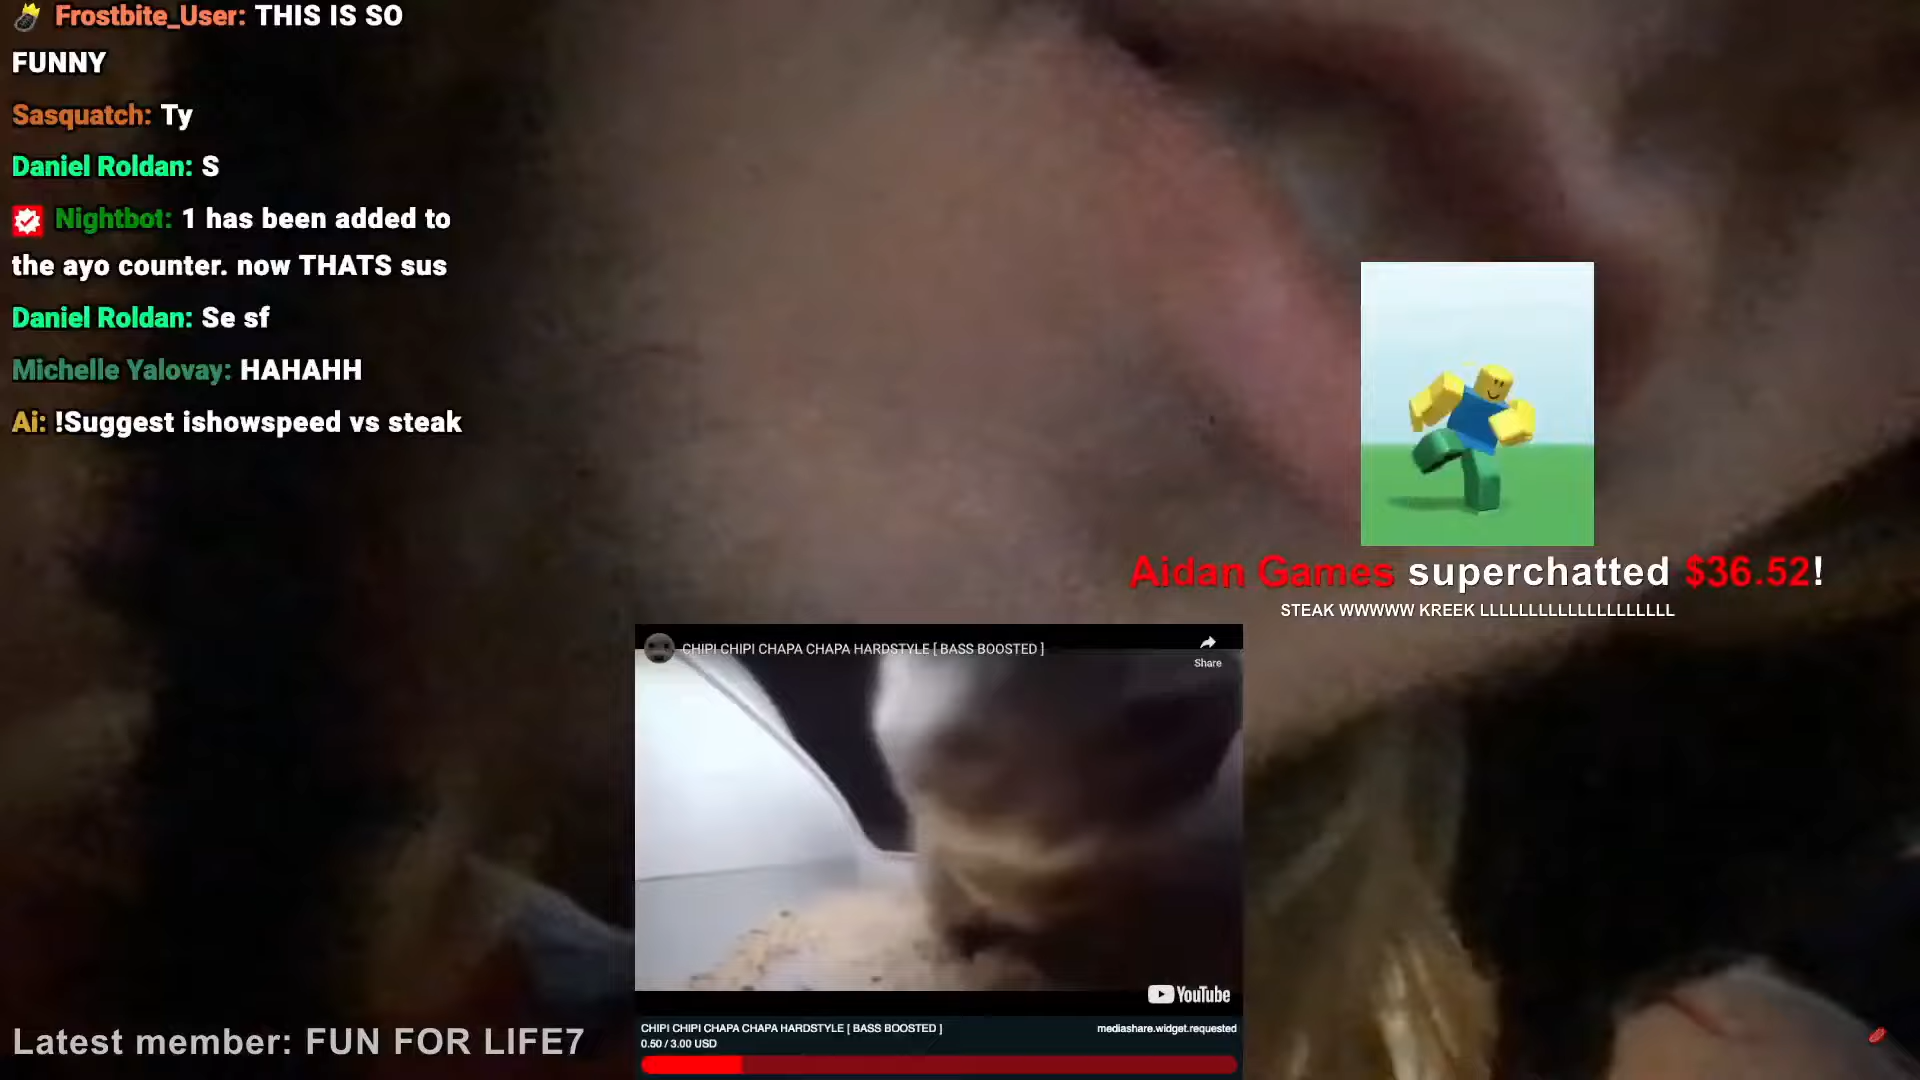 Frostbite_User: THIS IS SO
FUNNY
Sasquatch: Ty
Daniel Roldan: S
Nightbot: 1 has been added to
the ayo counter. now THATS sus
Daniel Roldan: Se sf
Michelle Yalovay: HAHAHH
Ai: !Suggest ishowspeed vs steak
Aidan Games superchatted $36.52!
STEAK WWWWW KREEK LLLLLLLLLLLLLLLLLLLL
CHIPI CHIPI CHAPA CHAPA HARDSTYLE [ BASS BOOSTED ]
Share
YouTube
CHIPI CHIPI CHAPA CHAPA HARDSTYLE [ BASS BOOSTED ]
mediashare.widget.requested
0.50 / 3.00 USD
Latest member: FUN FOR LIFE7